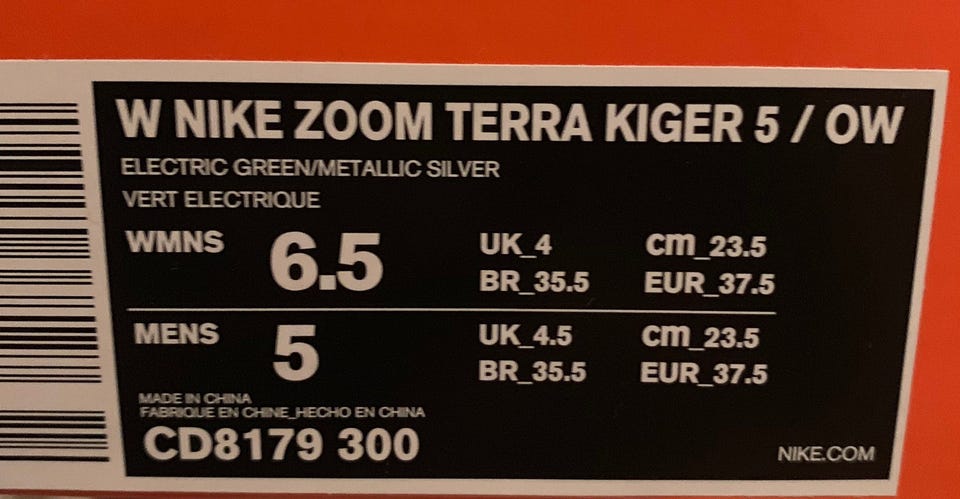 W NIKE ZOOM TERRA KIGER 5 / OW
ELECTRIC GREEN/METALLIC SILVER
VERT ELECTRIQUE
WMNS 6.5 UK_4 cm_23.5
BR_35.5 EUR_37.5
MENS 5 UK_4.5 cm_23.5
BR_35.5 EUR_37.5
MADE IN CHINA
FABRIQUE EN CHINE_HECHO EN CHINA
CD8179 300
NIKE.COM